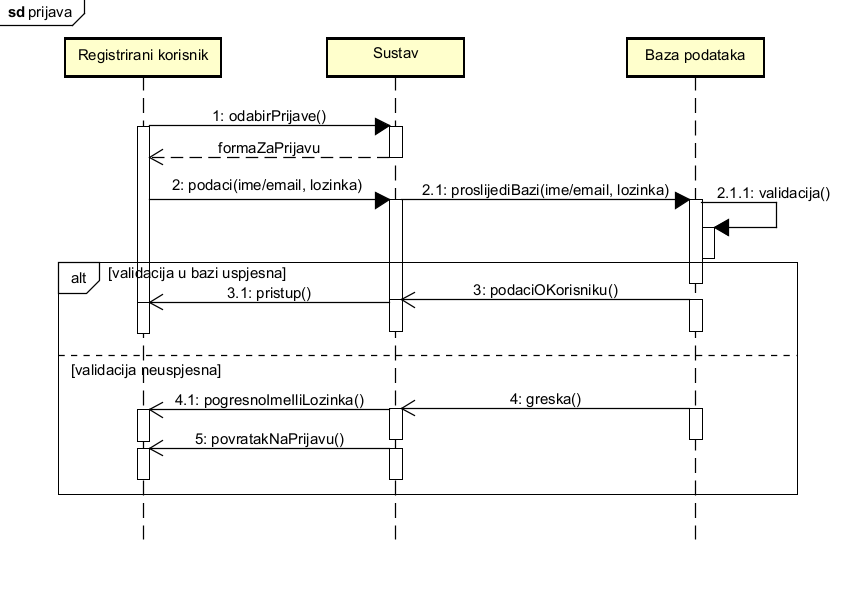 sd prijava
Registrirani korisnik
Sustav
Baza podataka
1: odabirPrijave()
formaZaPrijavu
2: podaci(ime/email, lozinka)
2.1: proslijediBazi(ime/email, lozinka)
2.1.1: validacija()
alt
[validacija u bazi uspjesna]
3.1: pristup()
3: podaciOKorisniku()
[validacija neuspjesna]
4.1: pogresnoImeIliLozinka()
4: greska()
5: povratakNaPrijavu()